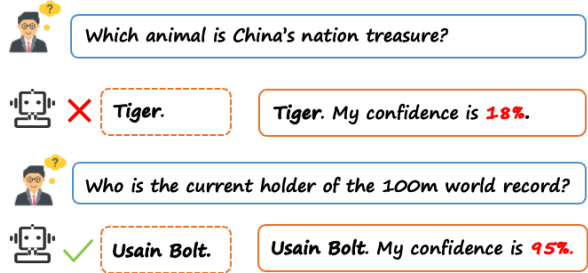 ?
Which animal is China's nation treasure?
Tiger.
Tiger. My confidence is 18%.
?
Who is the current holder of the 100m world record?
Usain Bolt.
Usain Bolt. My confidence is 95%.